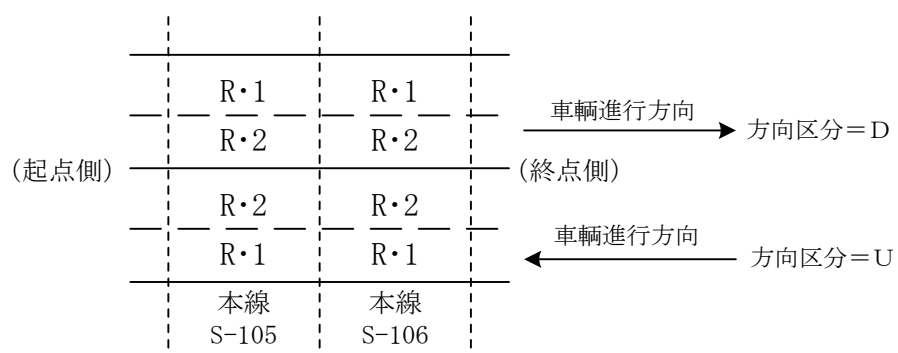 R・1 R・1
車輌進行方向
方向区分＝D
R・2 R・2
(起点側)
(終点側)
R・2 R・2
車輌進行方向
R・1 R・1
方向区分＝U
本線 本線
S-105 S-106